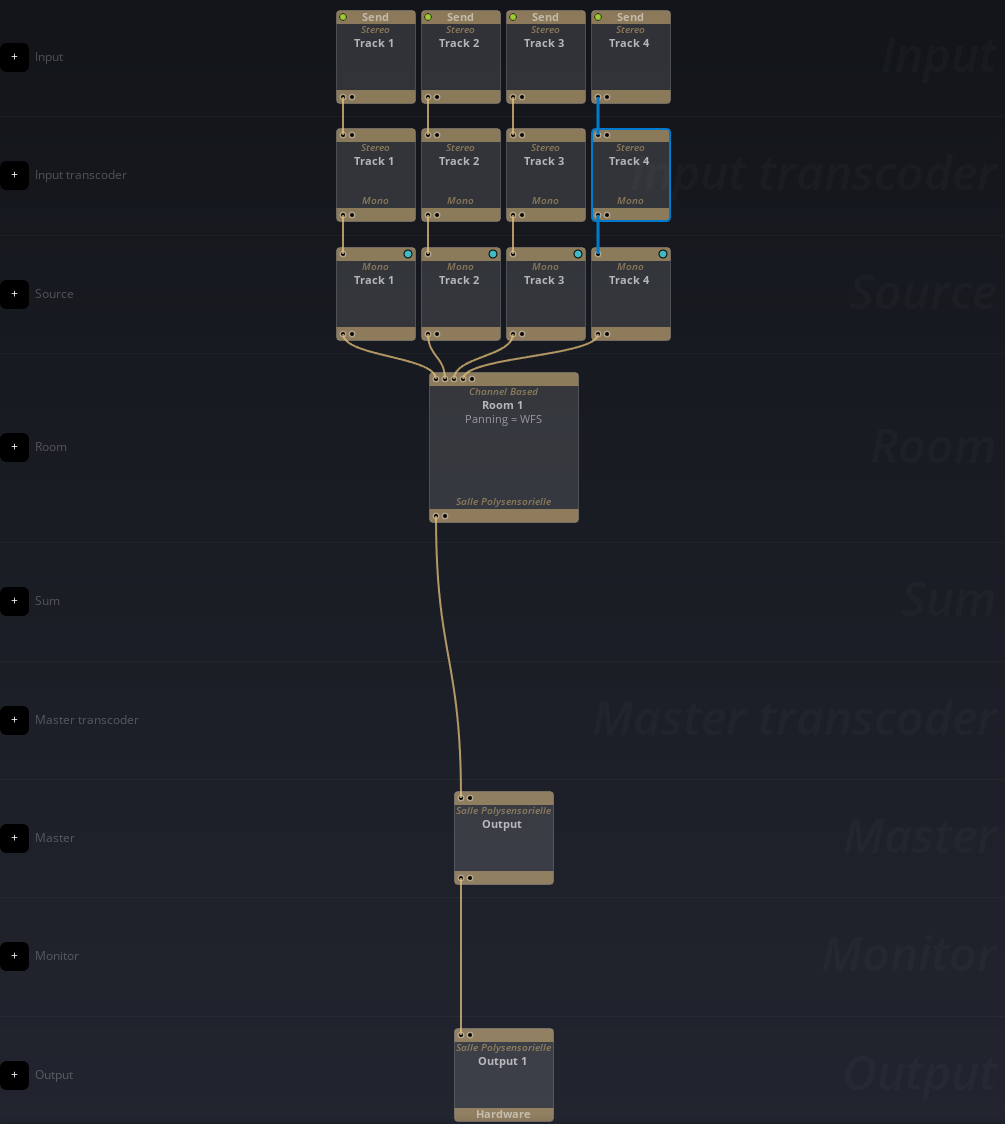 Send Send Send Send
Stereo Stereo Stereo Stereo
Track 1 Track 2 Track 3 Track 4
+ Input Input
Stereo Stereo Stereo Stereo
Track 1 Track 2 Track 3 Track 4
+ Input transcoder Input transcoder
Mono Mono Mono Mono
Mono Mono Mono Mono
Track 1 Track 2 Track 3 Track 4
+ Source Source
Channel Based
Room 1
Panning = WFS
+ Room Room
Salle Polysensorielle
+ Sum Sum
+ Master transcoder Master transcoder
Salle Polysensorielle
Output
+ Master Master
+ Monitor Monitor
Salle Polysensorielle
Output 1
+ Output Output
Hardware